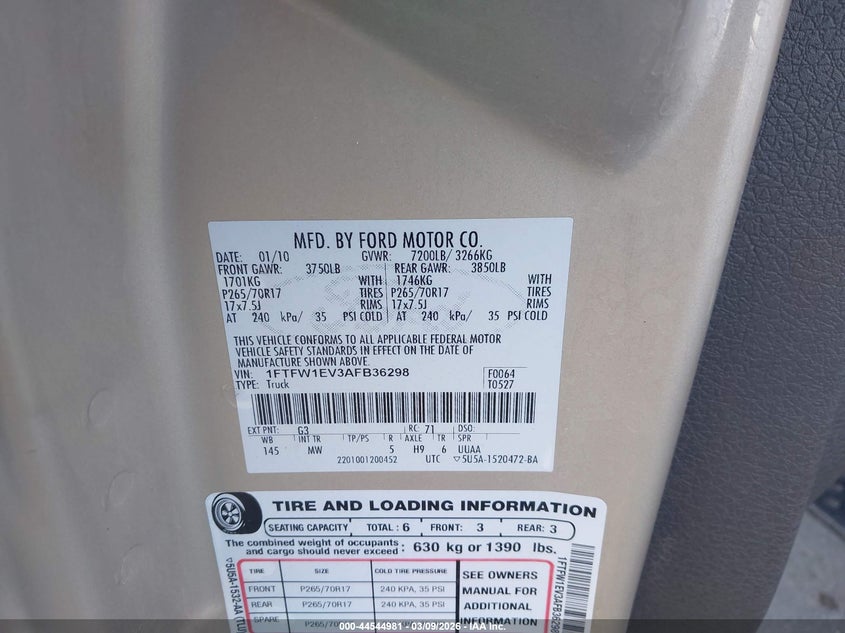 MFD. BY FORD MOTOR CO.
DATE: 01/10 GVWR: 7200LB/ 3266KG
FRONT GAWR: 3750LB REAR GAWR: 3850LB
1701KG WITH 1746KG WITH
P265/70R17 TIRES P265/70R17 TIRES
17x7.5J RIMS 17x7.5J RIMS
AT 240 kPa/ 35 PSI COLD AT 240 kPa/ 35 PSI COLD
THIS VEHICLE CONFORMS TO ALL APPLICABLE FEDERAL MOTOR
VEHICLE SAFETY STANDARDS IN EFFECT ON THE DATE OF
MANUFACTURE SHOWN ABOVE.
VIN: 1FTFW1EV3AFB36298 F0064
TYPE: Truck T0527
EXT PNT: G3 RC: 71 DSO:
WB INT TR TP/PS R AXLE TR SPR
145 MW 5 H9 6 UUAA
2201001200452 UTC ▽5U5A-1520472-BA
TIRE AND LOADING INFORMATION
SEATING CAPACITY TOTAL : 6 FRONT: 3 REAR: 3
The combined weight of occupants
and cargo should never exceed : 630 kg or 1390 lbs.
TIRE SIZE COLD TIRE PRESSURE
FRONT P265/70R17 240 KPA, 35 PSI
REAR P265/70R17 240 KPA, 35 PSI
SPARE
SEE OWNERS
MANUAL FOR
ADDITIONAL
INFORMATION
1FTFW1EV3AFB36298
000-44544981 - 03/09/2026 - IAA Inc.